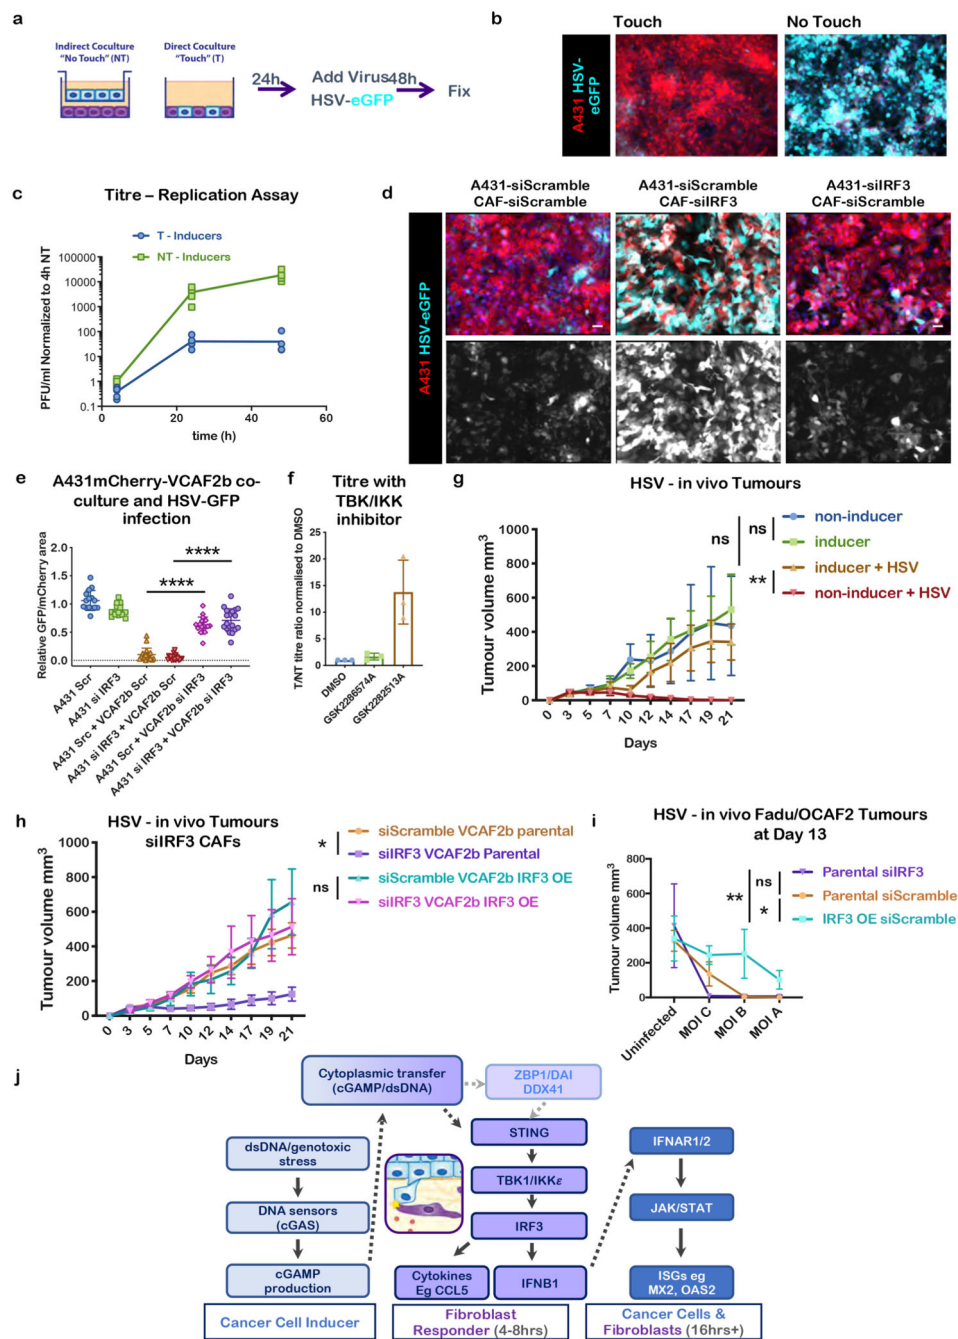 a
Indirect Coculture
"No Touch" (NT)
Direct Coculture
"Touch" (T)
24h
Add Virus
HSV-eGFP
48h
Fix
b
Touch
No Touch
A431 HSV-
eGFP
c
Titre – Replication Assay
T - Inducers
NT - Inducers
PFU/ml Normalized to 4h NT
100000
10000
1000
100
10
1
0.1
0
20
40
60
time (h)
d
A431-siScramble
CAF-siScramble
A431-siScramble
CAF-siIRF3
A431-siIRF3
CAF-siScramble
A431 HSV-eGFP
e
A431mCherry-VCAF2b co-
culture and HSV-GFP
infection
Relative GFP/mCherry area
2.0
1.5
1.0
0.5
0.0
****
****
A431 Scr
A431 si IRF3
A431 Src + VCAF2b Scr
A431 si IRF3 + VCAF2b Scr
A431 Scr + VCAF2b si IRF3
A431 si IRF3 + VCAF2b si IRF3
f
Titre with
TBK/IKK
inhibitor
T/NT titre ratio normalised to DMSO
25
20
15
10
5
0
DMSO
GSK2286574A
GSK2282513A
g
HSV - in vivo Tumours
Tumour volume mm³
1000
800
600
400
200
0
0 3 5 7 10 12 14 17 19 21
Days
ns
ns
**
non-inducer
inducer
inducer + HSV
non-inducer + HSV
h
HSV - in vivo Tumours
siIRF3 CAFs
Tumour volume mm³
1000
800
600
400
200
0
0 3 5 7 10 12 14 17 19 21
Days
*
ns
siScramble VCAF2b parental
siIRF3 VCAF2b Parental
siScramble VCAF2b IRF3 OE
siIRF3 VCAF2b IRF3 OE
i
HSV - in vivo Fadu/OCAF2 Tumours
at Day 13
Tumour volume mm³
800
600
400
200
0
Uninfected
MOI C
MOI B
MOI A
**
ns
*
Parental siIRF3
Parental siScramble
IRF3 OE siScramble
j
Cytoplasmic transfer
(cGAMP/dsDNA)
ZBP1/DAI
DDX41
dsDNA/genotoxic
stress
DNA sensors
(cGAS)
cGAMP
production
Cancer Cell Inducer
STING
TBK1/IKKε
IRF3
Cytokines
Eg CCL5
IFNB1
Fibroblast
Responder (4-8hrs)
IFNAR1/2
JAK/STAT
ISGs eg
MX2, OAS2
Cancer Cells &
Fibroblasts (16hrs+)